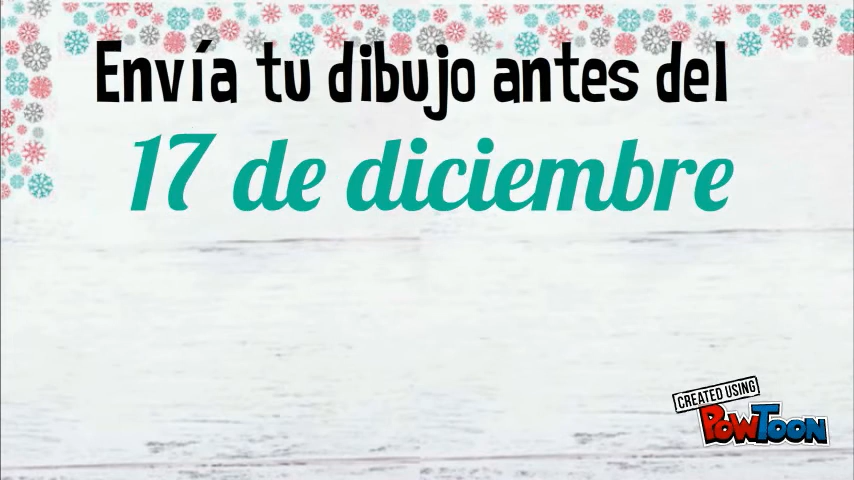 Envía tu dibujo antes del
17 de diciembre
CREATED USING
POWTOON